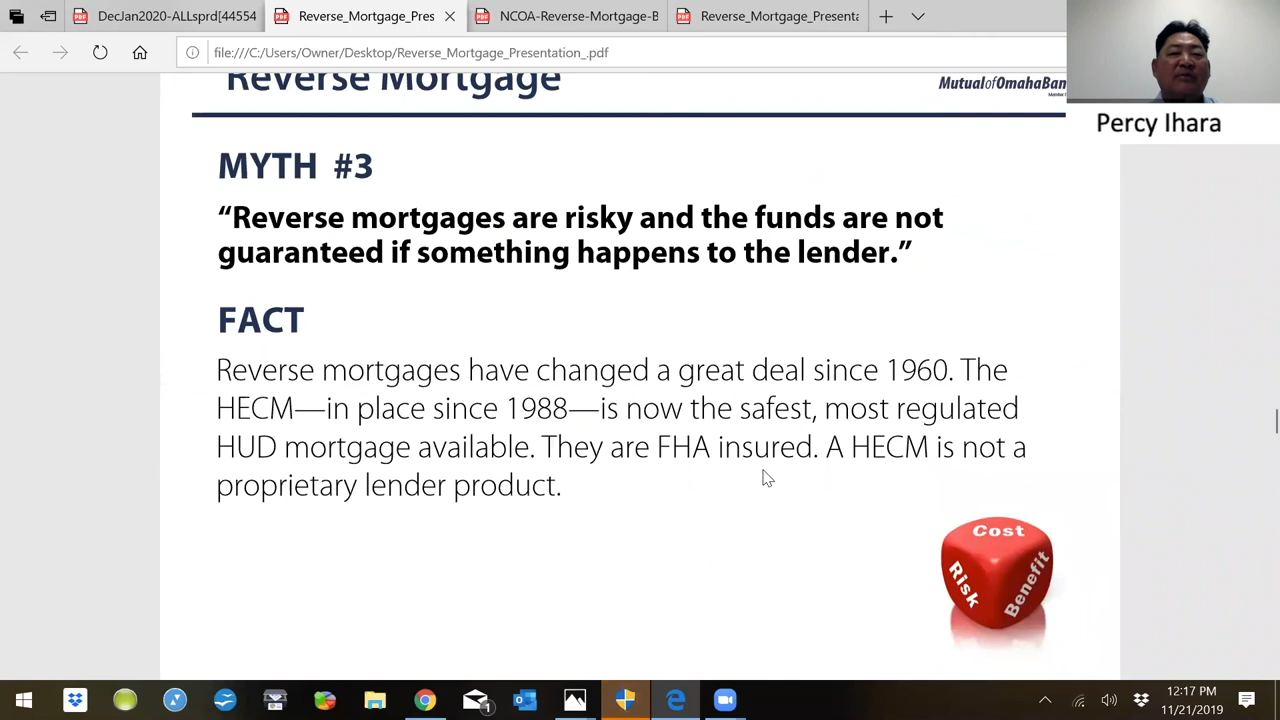 DecJan2020-ALLsprd[44554
Reverse_Mortgage_Pres
NCOA-Reverse-Mortgage-B
Reverse_Mortgage_Presenta
file:///C:/Users/Owner/Desktop/Reverse_Mortgage_Presentation_.pdf
Reverse Mortgage
MutualofOmahaBan
Percy Ihara
MYTH #3
“Reverse mortgages are risky and the funds are not
guaranteed if something happens to the lender.”
FACT
Reverse mortgages have changed a great deal since 1960. The
HECM—in place since 1988—is now the safest, most regulated
HUD mortgage available. They are FHA insured. A HECM is not a
proprietary lender product.
Cost
Risk
Benefit
1
12:17 PM
11/21/2019